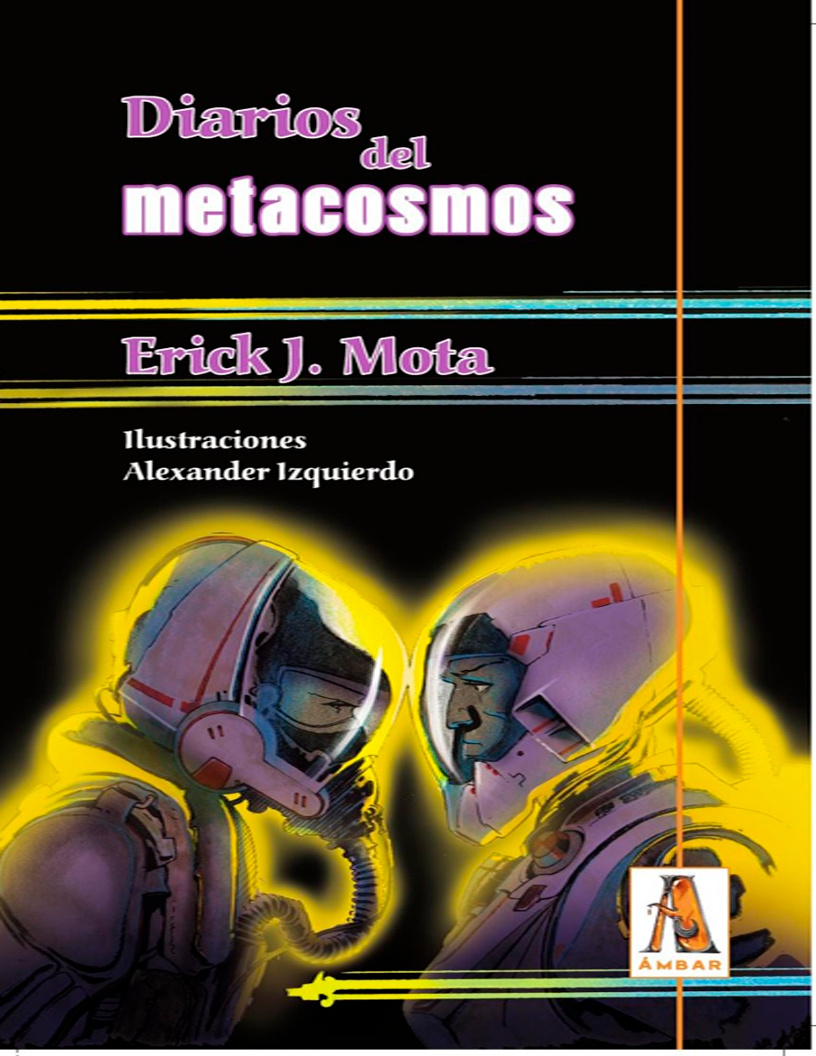 Diarios
del
metacosmos
Erick J. Mota
Ilustraciones
Alexander Izquierdo
A
ÁMBAR